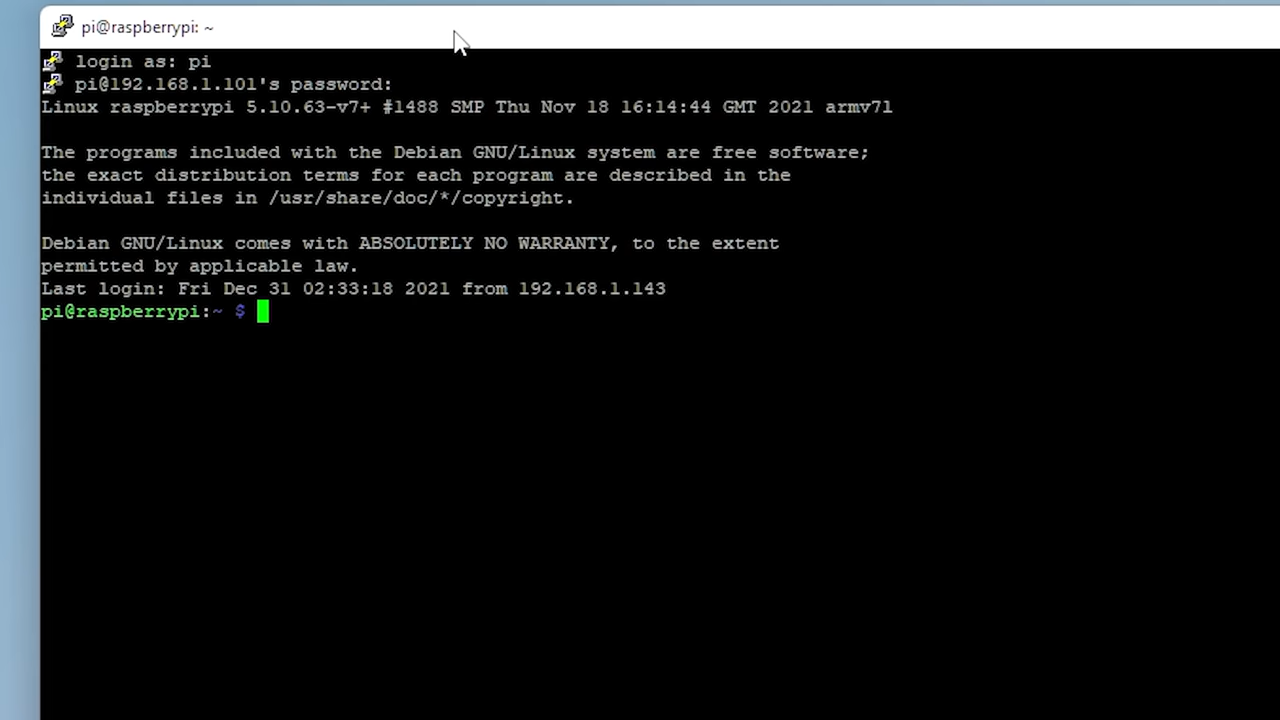 pi@raspberrypi: ~
login as: pi
pi@192.168.1.101's password:
Linux raspberrypi 5.10.63-v7+ #1488 SMP Thu Nov 18 16:14:44 GMT 2021 armv7l
The programs included with the Debian GNU/Linux system are free software;
the exact distribution terms for each program are described in the
individual files in /usr/share/doc/*/copyright.
Debian GNU/Linux comes with ABSOLUTELY NO WARRANTY, to the extent
permitted by applicable law.
Last login: Fri Dec 31 02:33:18 2021 from 192.168.1.143
pi@raspberrypi:~ $